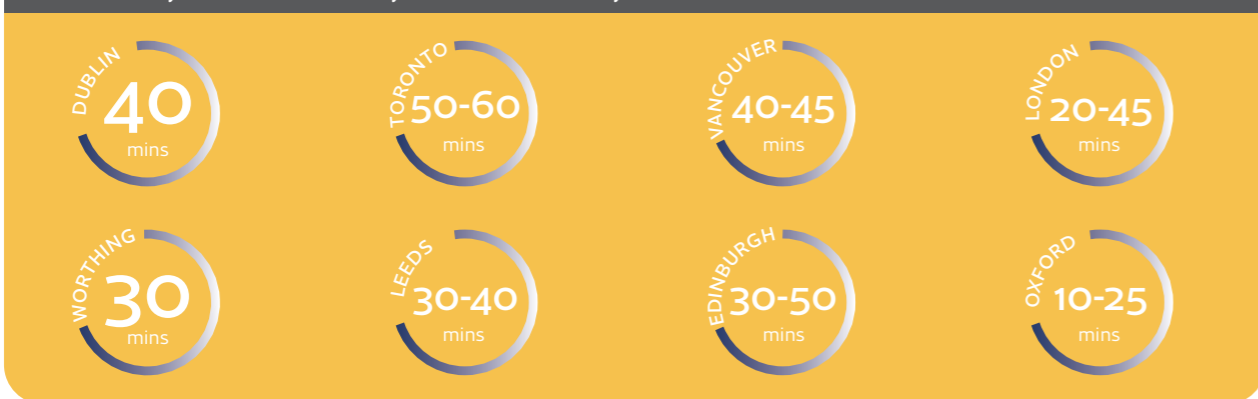 DUBLIN
40
mins
TORONTO
50-60
mins
VANCOUVER
40-45
mins
LONDON
20-45
mins
WORTHING
30
mins
LEEDS
30-40
mins
EDINBURGH
30-50
mins
OXFORD
10-25
mins